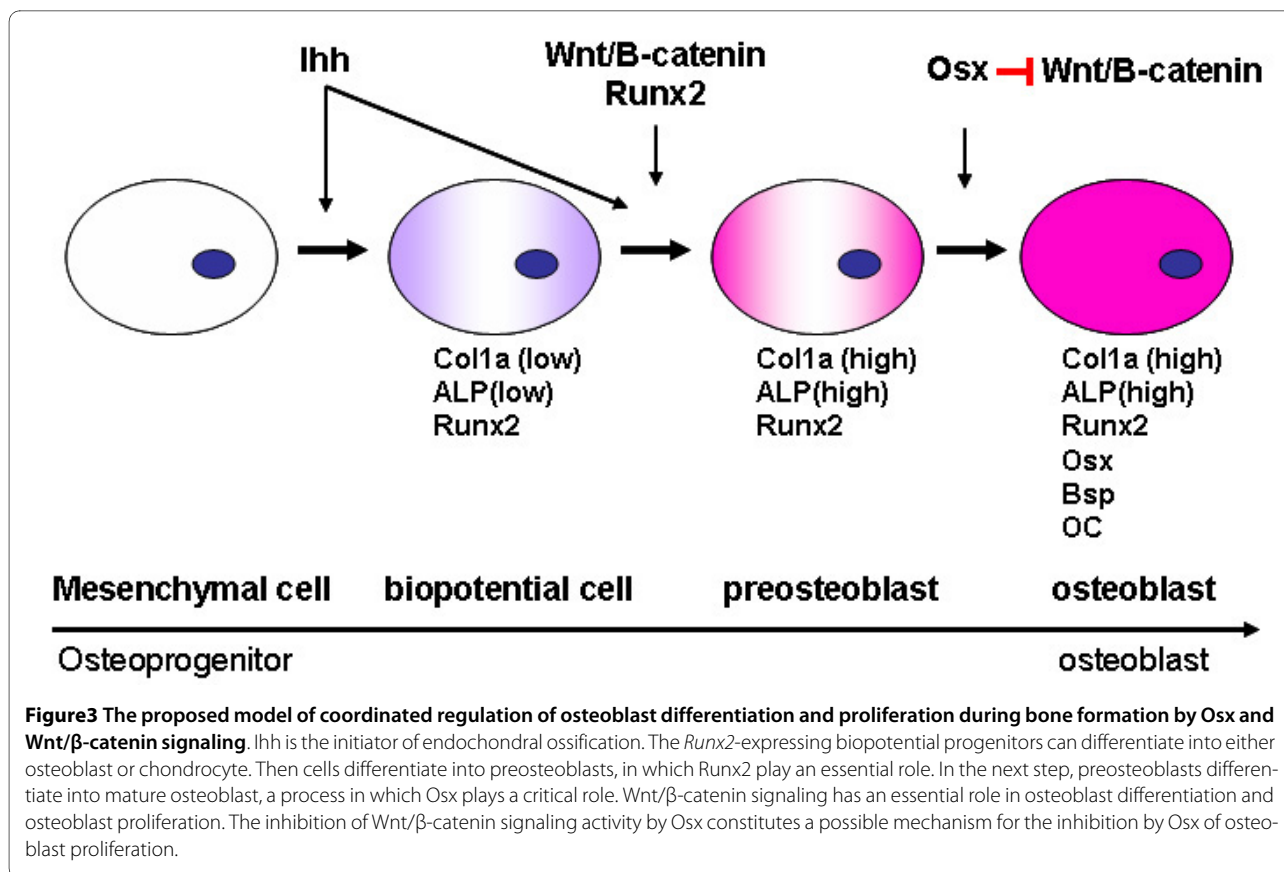 Ihh
Wnt/B-catenin
Runx2
Osx
Wnt/B-catenin
Col1a (low)
ALP(low)
Runx2
Col1a (high)
ALP(high)
Runx2
Col1a (high)
ALP(high)
Runx2
Osx
Bsp
OC
Mesenchymal cell
biopotential cell
preosteoblast
osteoblast
Osteoprogenitor
osteoblast
Figure3 The proposed model of coordinated regulation of osteoblast differentiation and proliferation during bone formation by Osx and
Wnt/β-catenin signaling. Ihh is the initiator of endochondral ossification. The Runx2-expressing biopotential progenitors can differentiate into either
osteoblast or chondrocyte. Then cells differentiate into preosteoblasts, in which Runx2 play an essential role. In the next step, preosteoblasts differen-
tiate into mature osteoblast, a process in which Osx plays a critical role. Wnt/β-catenin signaling has an essential role in osteoblast differentiation and
osteoblast proliferation. The inhibition of Wnt/β-catenin signaling activity by Osx constitutes a possible mechanism for the inhibition by Osx of osteo-
blast proliferation.